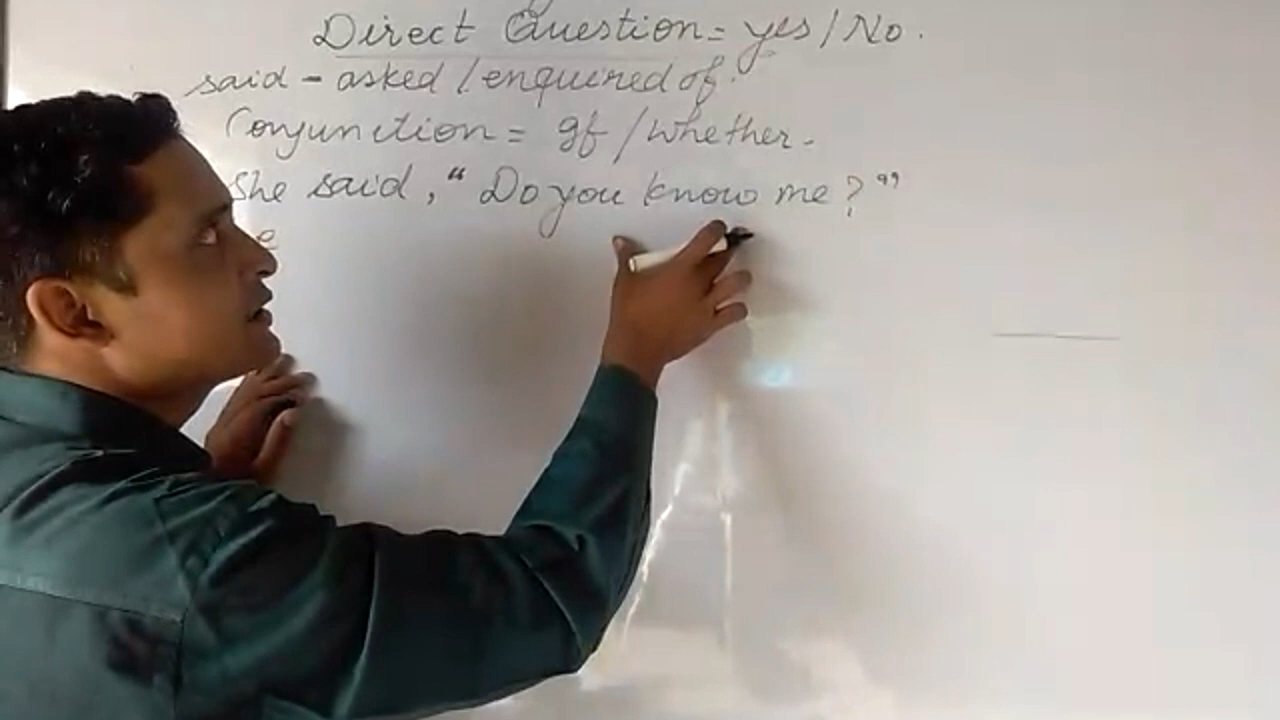 Direct Question = yes / No.
said - asked / enquired of.
Conjunction = If / Whether.
She said, “ Do you know me ? ”
e